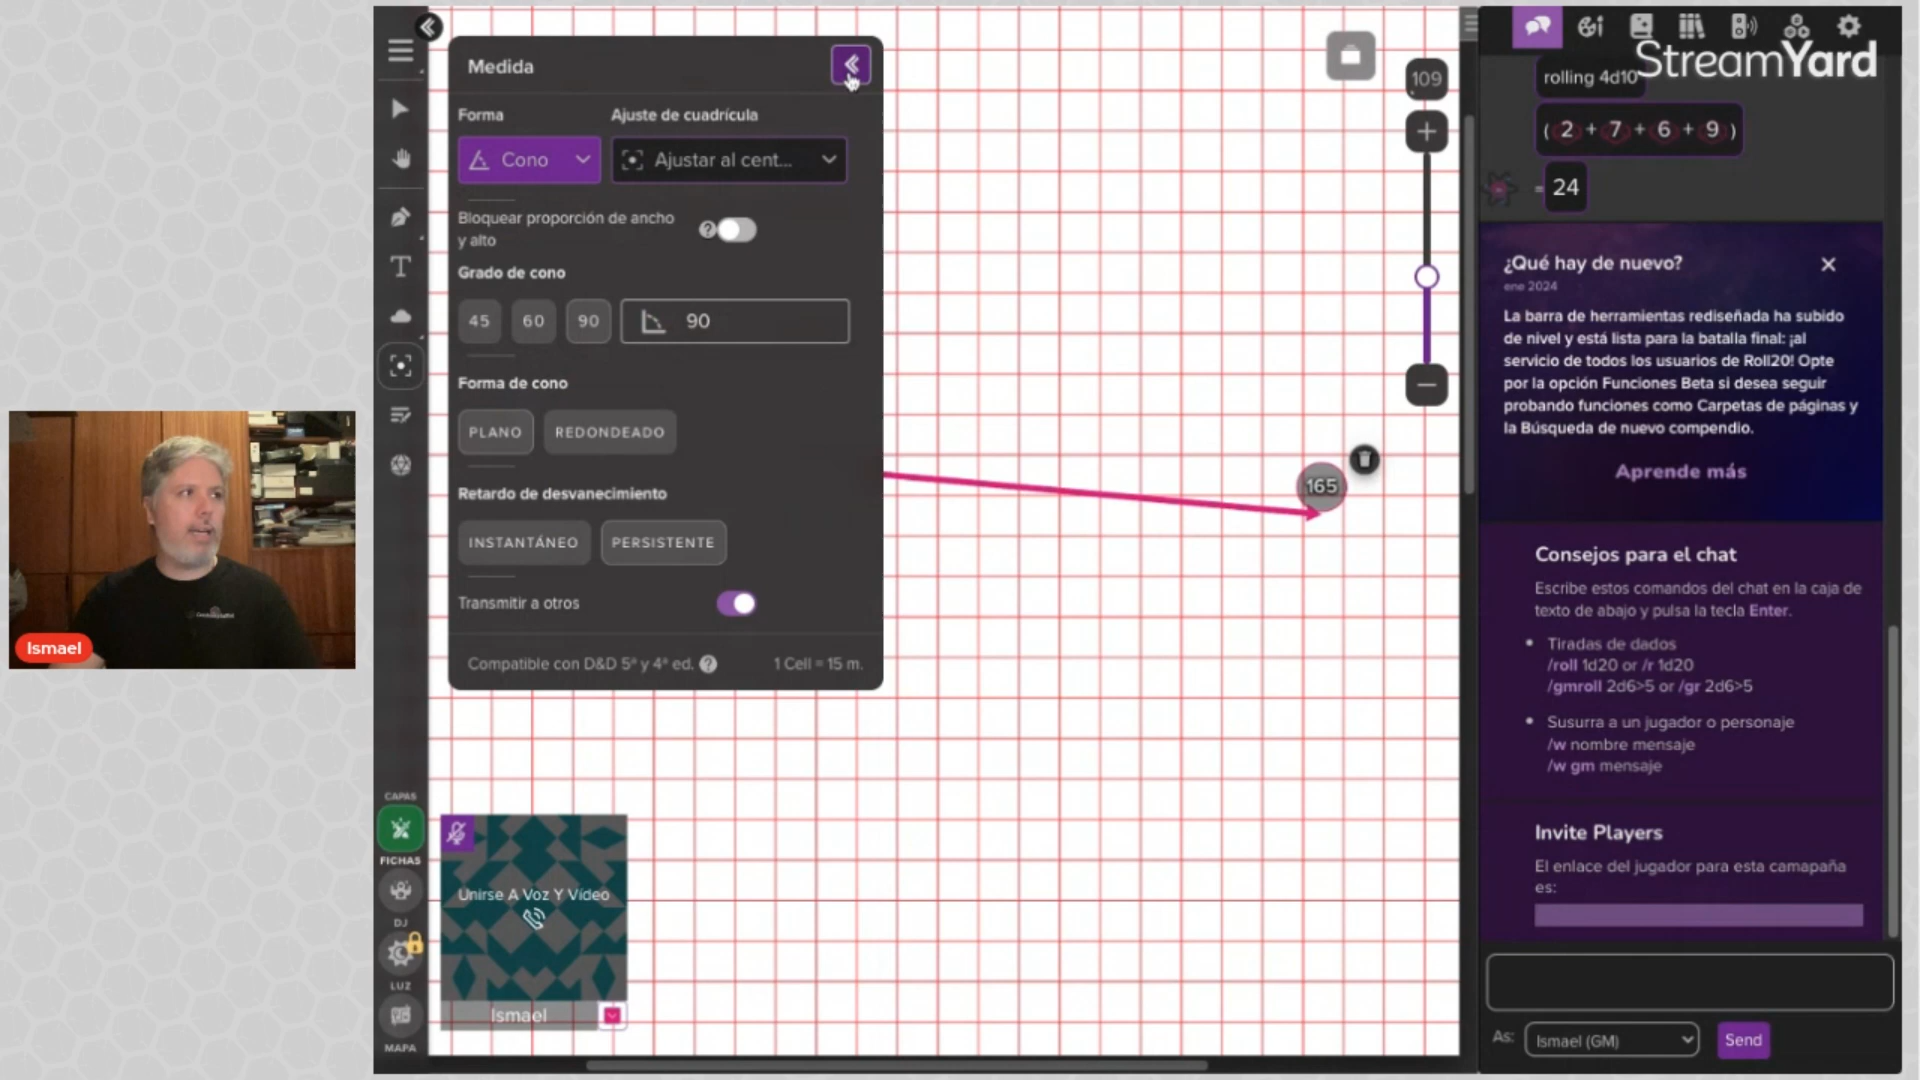 Medida
Forma
Ajuste de cuadrícula
Cono
Ajustar al cent...
Bloquear proporción de ancho
y alto
Grado de cono
45
60
90
90
Forma de cono
PLANO
REDONDEADO
Retardo de desvanecimiento
INSTANTÁNEO
PERSISTENTE
Transmitir a otros
Compatible con D&D 5ª y 4ª ed.
1 Cell = 15 m.
CAPAS
FICHAS
DJ
LUZ
MAPA
Unirse A Voz Y Vídeo
Ismael
Ismael
109
165
StreamYard
rolling 4d10
( 2 + 7 + 6 + 9 )
= 24
¿Qué hay de nuevo?
ene 2024
La barra de herramientas rediseñada ha subido
de nivel y está lista para la batalla final: ¡al
servicio de todos los usuarios de Roll20! Opte
por la opción Funciones Beta si desea seguir
probando funciones como Carpetas de páginas y
la Búsqueda de nuevo compendio.
Aprende más
Consejos para el chat
Escribe estos comandos del chat en la caja de
texto de abajo y pulsa la tecla Enter.
Tiradas de dados
/roll 1d20 or /r 1d20
/gmroll 2d6>5 or /gr 2d6>5
Susurra a un jugador o personaje
/w nombre mensaje
/w gm mensaje
Invite Players
El enlace del jugador para esta camapaña
es:
As:
Ismael (GM)
Send